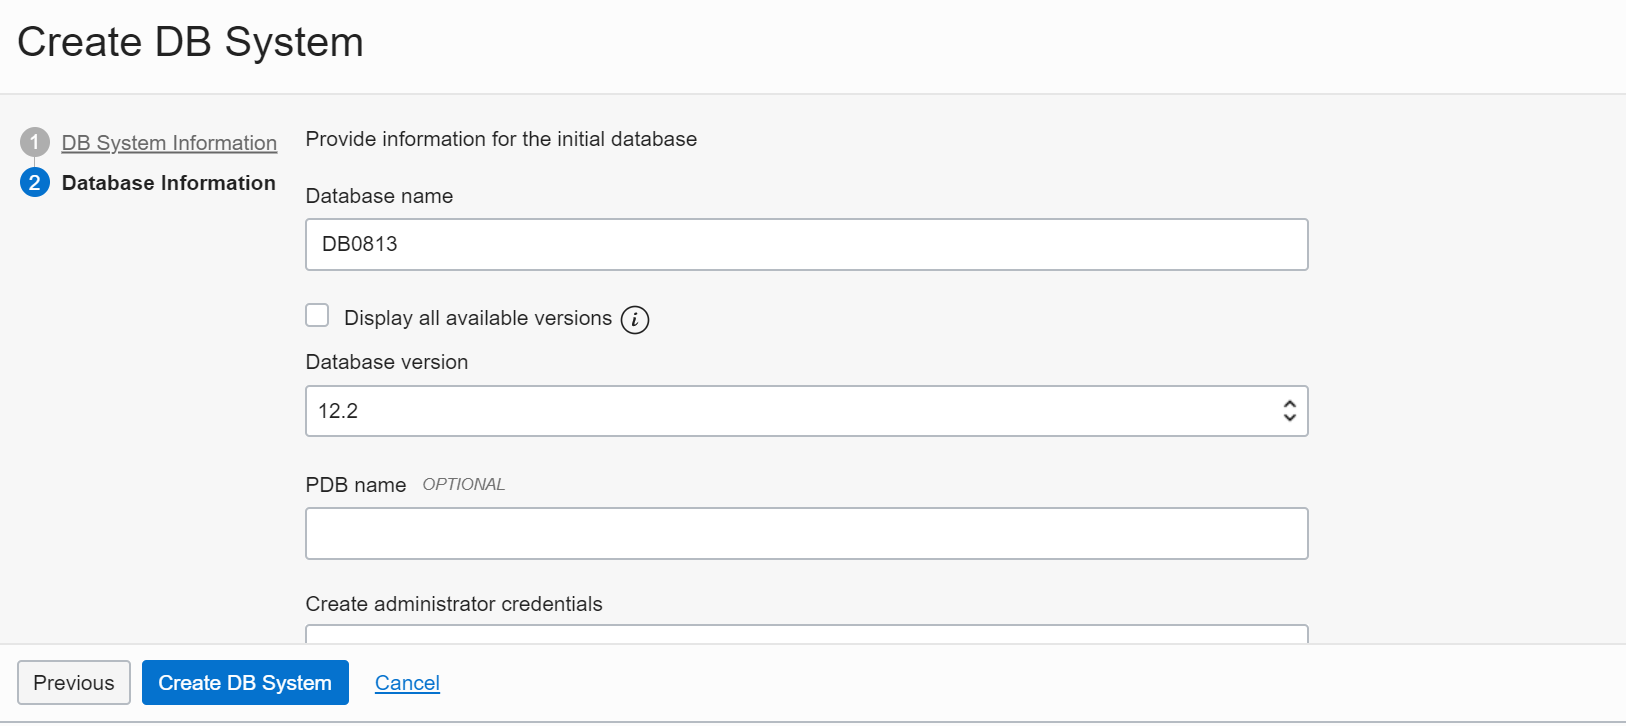 Create DB System
1 DB System Information
2 Database Information
Provide information for the initial database
Database name
DB0813
Display all available versions i
Database version
12.2
PDB name OPTIONAL
Create administrator credentials
Previous Create DB System Cancel